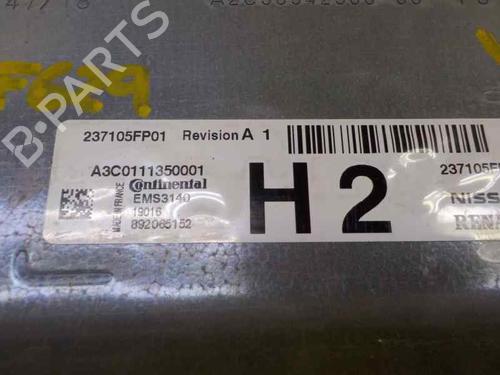 237105FP01 Revision A 1
A3C0111350001
Continental
EMS3140
19016
892065152
MADE IN FRANCE
H2
237105F
NISS
RENA
B-PARTS